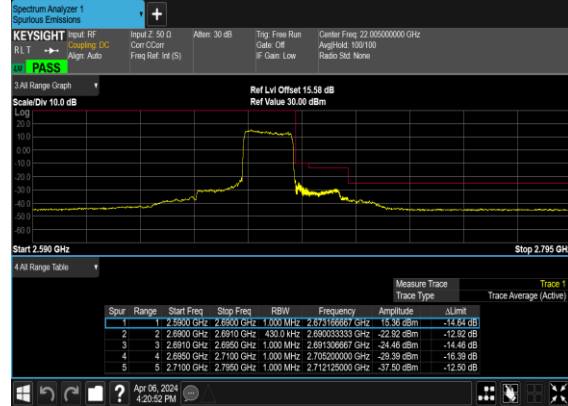 Spectrum Analyzer 1
Spurious Emissions
KEYSIGHT Input: RF Input Z: 50 Ω Atten: 30 dB Trig: Free Run Center Freq: 22.005000000 GHz
RLT Coupling: DC Corr CCorr Gate: Off Avg|Hold: 100/100
Align: Auto Freq Ref: Int (S) IF Gain: Low Radio Std: None
PASS
3 All Range Graph
Ref Lvl Offset 15.58 dB
Scale/Div 10.0 dB Ref Value 30.00 dBm
Log
20.0
10.0
0.00
-10.0
-20.0
-30.0
-40.0
-50.0
-60.0
Start 2.590 GHz Stop 2.795 GH
4 All Range Table
Measure Trace Trace 1
Trace Type Trace Average (Active)
Spur Range Start Freq Stop Freq RBW Frequency Amplitude ΔLimit
1 1 2.5900 GHz 2.6900 GHz 1.000 MHz 2.673166667 GHz 15.36 dBm -14.64 dB
2 2 2.6900 GHz 2.6910 GHz 430.0 kHz 2.690033333 GHz -22.92 dBm -12.92 dB
3 3 2.6910 GHz 2.6950 GHz 1.000 MHz 2.691306667 GHz -24.46 dBm -14.46 dB
4 4 2.6950 GHz 2.7100 GHz 1.000 MHz 2.705200000 GHz -29.39 dBm -16.39 dB
5 5 2.7100 GHz 2.7950 GHz 1.000 MHz 2.712125000 GHz -37.50 dBm -12.50 dB
?
Apr 06, 2024
4:20:52 PM